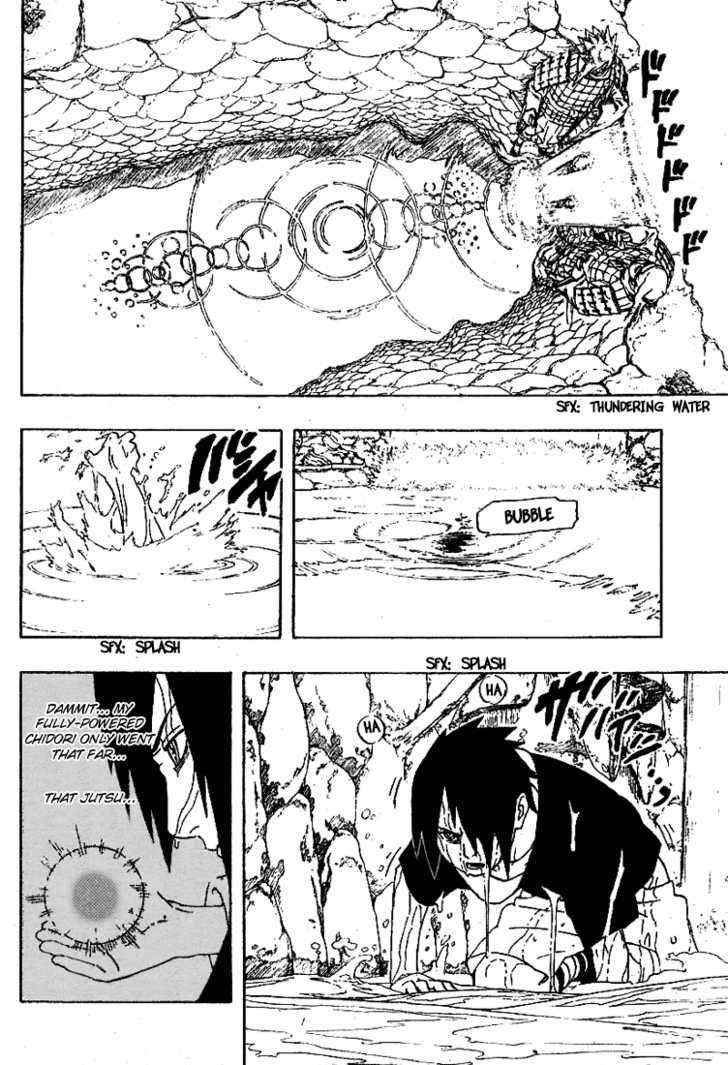 ド
ド
ド
ド
ド
ド
SFX: THUNDERING WATER
BUBBLE
バシャ
SFX: SPLASH
SFX: SPLASH
HA
HA
ザバァッ
DAMMIT... MY
FULLY-POWERED
CHIDORI ONLY WENT
THAT FAR...
THAT JUTSU...